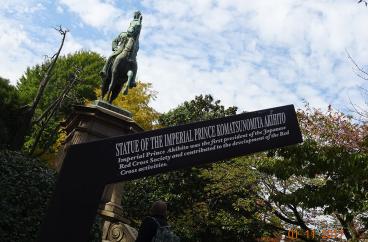 STATUE OF THE IMPERIAL PRINCE KOMATSUNOMIYA AKIHITO
Imperial Prince Akihito was the first president of the Japanese
Red Cross Society and contributed to the development of the Red
Cross activities.